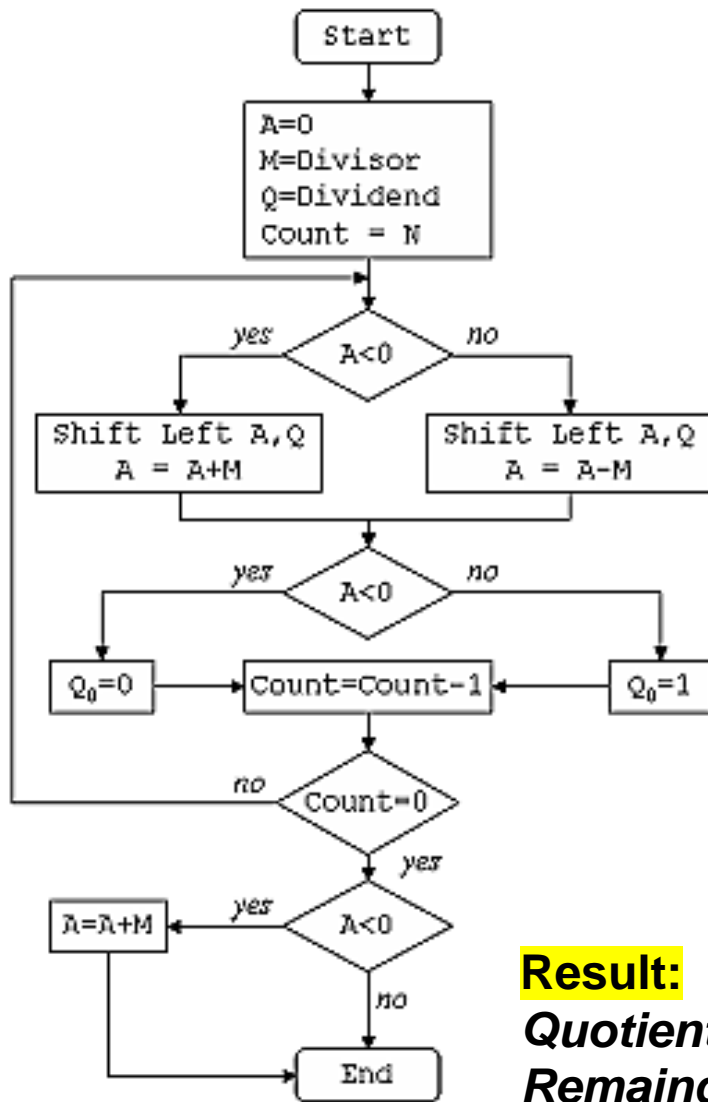 Start
A=0
M=Divisor
Q=Dividend
Count = N
A<0
yes
no
Shift Left A,Q
A = A+M
Shift Left A,Q
A = A-M
A<0
yes
no
Q₀=0
Count=Count-1
Q₀=1
Count=0
no
yes
A<0
yes
A=A+M
no
End
Result:
Quotient